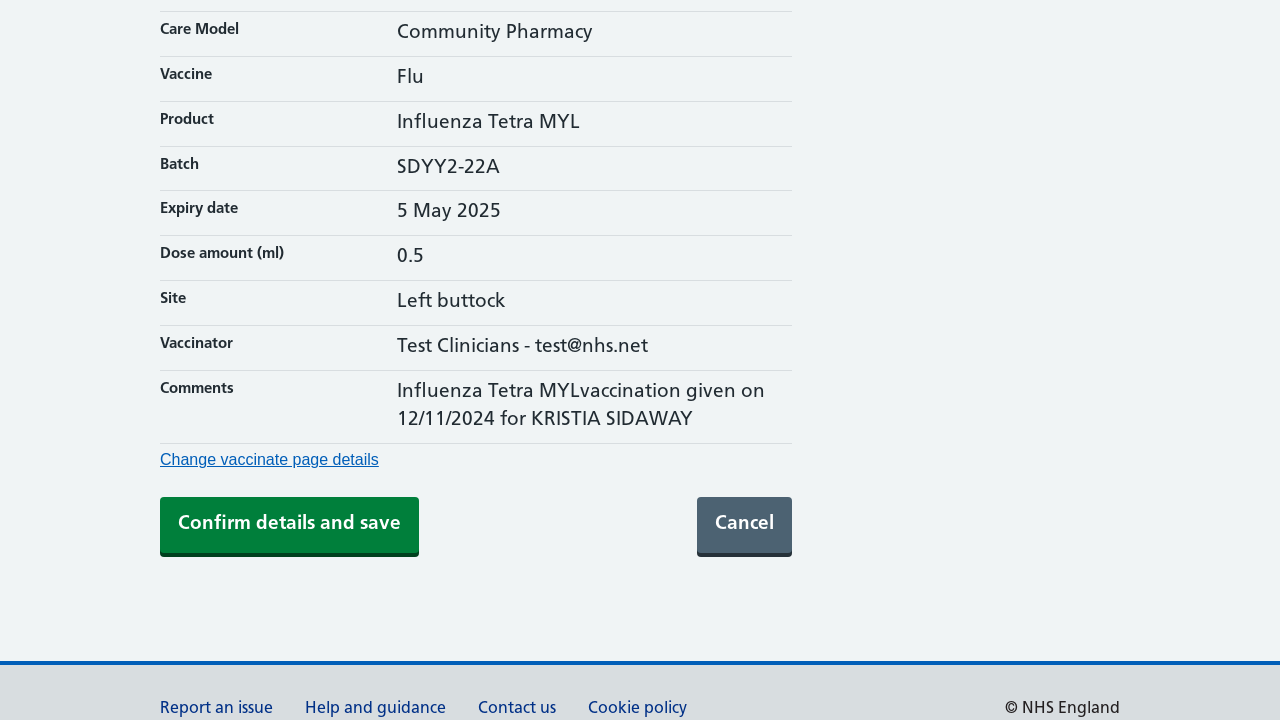 Care Model
Community Pharmacy
Vaccine
Flu
Product
Influenza Tetra MYL
Batch
SDYY2-22A
Expiry date
5 May 2025
Dose amount (ml)
0.5
Site
Left buttock
Vaccinator
Test Clinicians - test@nhs.net
Comments
Influenza Tetra MYLvaccination given on
12/11/2024 for KRISTIA SIDAWAY
Change vaccinate page details
Confirm details and save
Cancel
Report an issue
Help and guidance
Contact us
Cookie policy
© NHS England